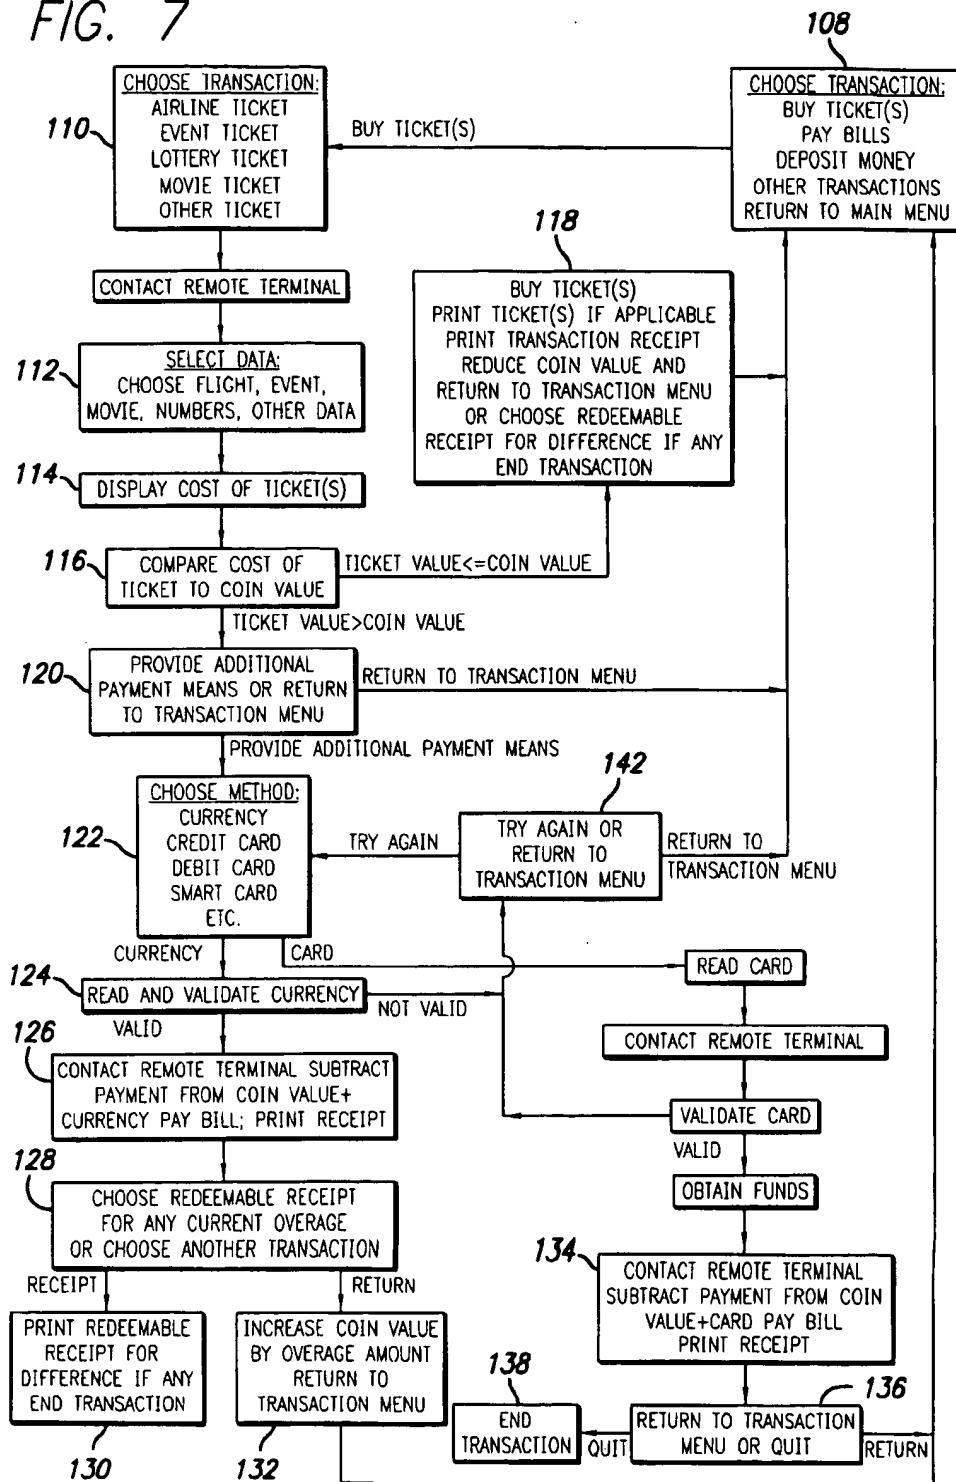 FIG. 7
108
CHOOSE TRANSACTION:
BUY TICKET(S)
PAY BILLS
DEPOSIT MONEY
OTHER TRANSACTIONS
RETURN TO MAIN MENU
BUY TICKET(S)
110
CHOOSE TRANSACTION:
AIRLINE TICKET
EVENT TICKET
LOTTERY TICKET
MOVIE TICKET
OTHER TICKET
CONTACT REMOTE TERMINAL
112
SELECT DATA:
CHOOSE FLIGHT, EVENT,
MOVIE, NUMBERS, OTHER DATA
114
DISPLAY COST OF TICKET(S)
116
COMPARE COST OF
TICKET TO COIN VALUE
TICKET VALUE<=COIN VALUE
118
BUY TICKET(S)
PRINT TICKET(S) IF APPLICABLE
PRINT TRANSACTION RECEIPT
REDUCE COIN VALUE AND
RETURN TO TRANSACTION MENU
OR CHOOSE REDEEMABLE
RECEIPT FOR DIFFERENCE IF ANY
END TRANSACTION
TICKET VALUE>COIN VALUE
120
PROVIDE ADDITIONAL
PAYMENT MEANS OR RETURN
TO TRANSACTION MENU
RETURN TO TRANSACTION MENU
PROVIDE ADDITIONAL PAYMENT MEANS
122
CHOOSE METHOD:
CURRENCY
CREDIT CARD
DEBIT CARD
SMART CARD
ETC.
TRY AGAIN
142
TRY AGAIN OR
RETURN TO
TRANSACTION MENU
RETURN TO
TRANSACTION MENU
CURRENCY
CARD
124
READ AND VALIDATE CURRENCY
NOT VALID
VALID
READ CARD
CONTACT REMOTE TERMINAL
VALIDATE CARD
VALID
OBTAIN FUNDS
126
CONTACT REMOTE TERMINAL SUBTRACT
PAYMENT FROM COIN VALUE+
CURRENCY PAY BILL; PRINT RECEIPT
128
CHOOSE REDEEMABLE RECEIPT
FOR ANY CURRENT OVERAGE
OR CHOOSE ANOTHER TRANSACTION
RECEIPT
RETURN
PRINT REDEEMABLE
RECEIPT FOR
DIFFERENCE IF ANY
END TRANSACTION
130
INCREASE COIN VALUE
BY OVERAGE AMOUNT
RETURN TO
TRANSACTION MENU
132
134
CONTACT REMOTE TERMINAL
SUBTRACT PAYMENT FROM COIN
VALUE+CARD PAY BILL
PRINT RECEIPT
136
RETURN TO TRANSACTION
MENU OR QUIT
QUIT
RETURN
138
END
TRANSACTION